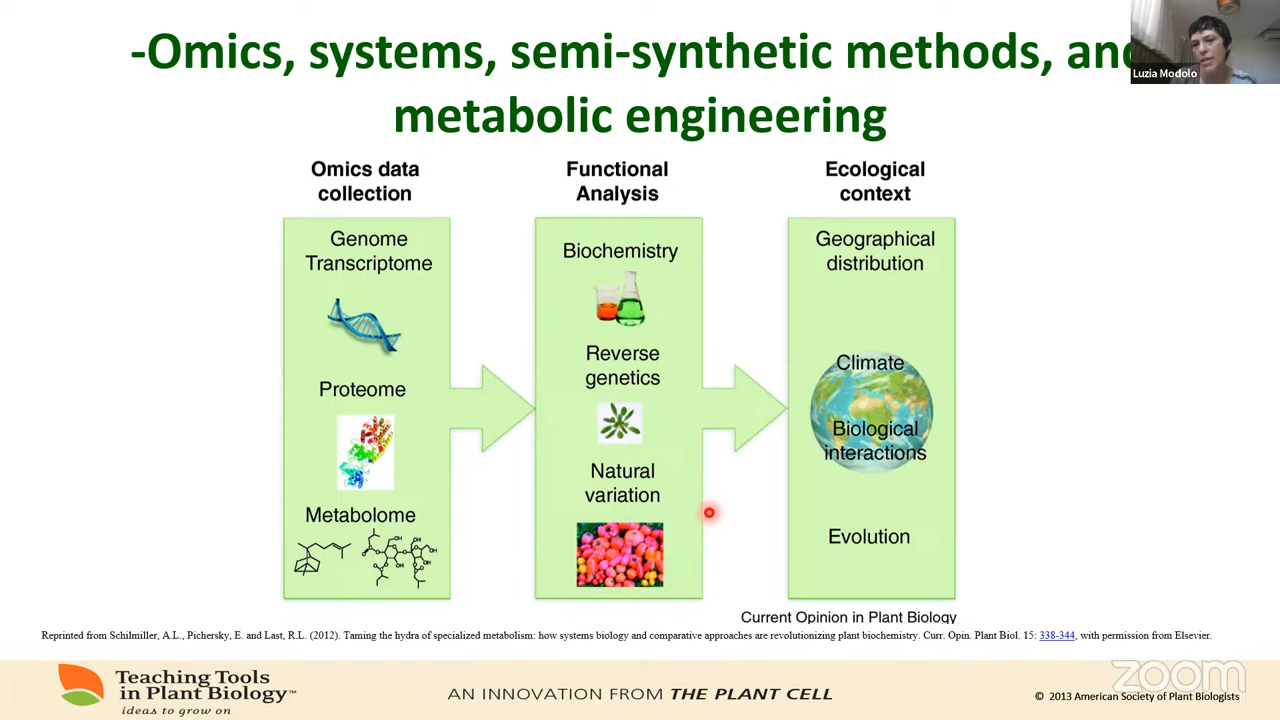 -Omics, systems, semi-synthetic methods, and
metabolic engineering
Luzia Modolo
Omics data
collection
Genome
Transcriptome
Proteome
Metabolome
Functional
Analysis
Biochemistry
Reverse
genetics
Natural
variation
Ecological
context
Geographical
distribution
Climate
Biological
interactions
Evolution
Current Opinion in Plant Biology
Reprinted from Schilmiller, A.L., Pichersky, E. and Last, R.L. (2012). Taming the hydra of specialized metabolism: how systems biology and comparative approaches are revolutionizing plant biochemistry. Curr. Opin. Plant Biol. 15: 338-344, with permission from Elsevier.
Teaching Tools
in Plant Biology™
ideas to grow on
AN INNOVATION FROM THE PLANT CELL
zoom
© 2013 American Society of Plant Biologists